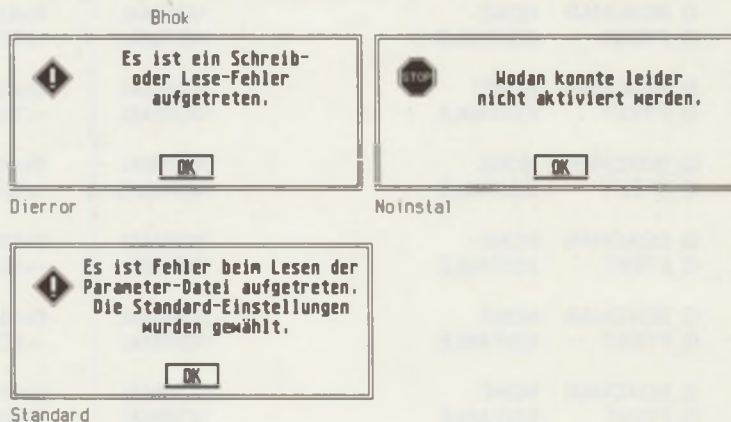 Bhok
Es ist ein Schreib-
oder Lese-Fehler
aufgetreten.
OK
STOP
Wodan konnte leider
nicht aktiviert werden.
OK
Dierror
Noinstal
Es ist Fehler beim Lesen der
Parameter-Datei aufgetreten.
Die Standard-Einstellungen
wurden gewählt.
OK
Standard